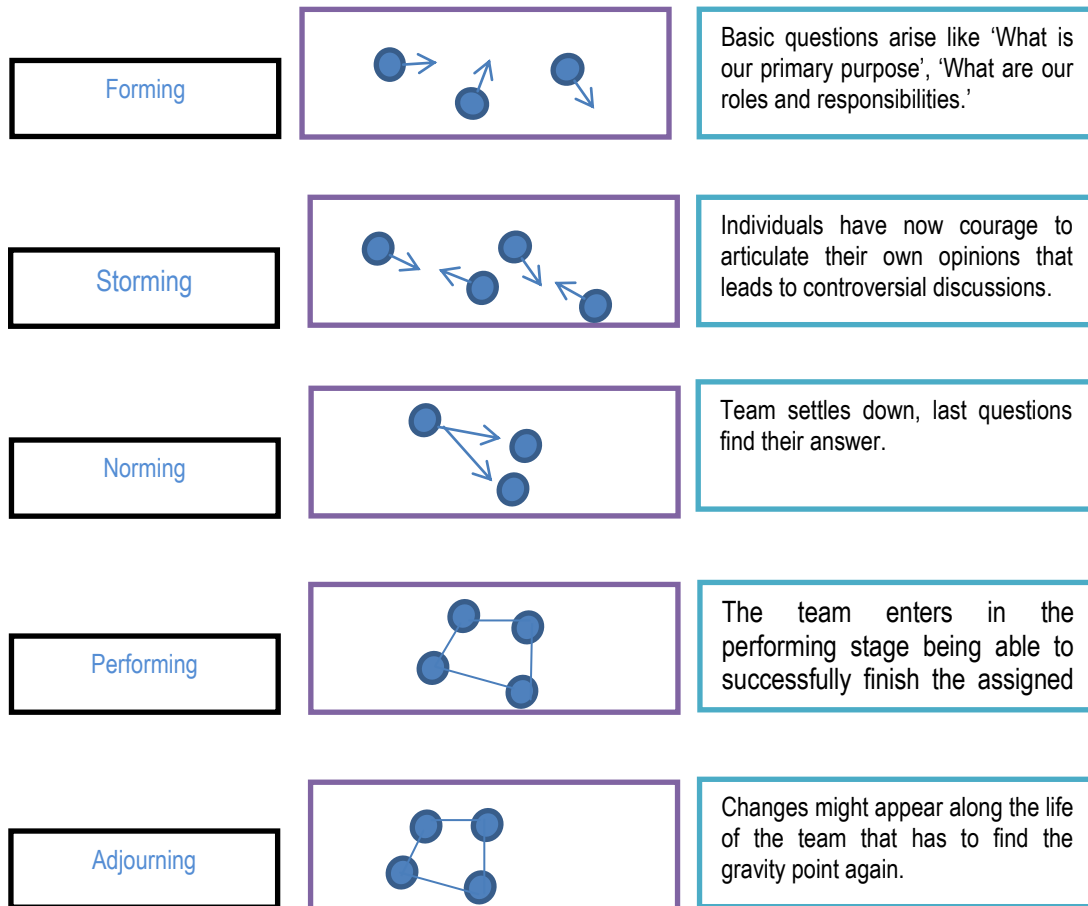 Forming
Basic questions arise like ‘What is
our primary purpose’, ‘What are our
roles and responsibilities.’
Storming
Individuals have now courage to
articulate their own opinions that
leads to controversial discussions.
Norming
Team settles down, last questions
find their answer.
Performing
The team enters in the
performing stage being able to
successfully finish the assigned
Adjourning
Changes might appear along the life
of the team that has to find the
gravity point again.